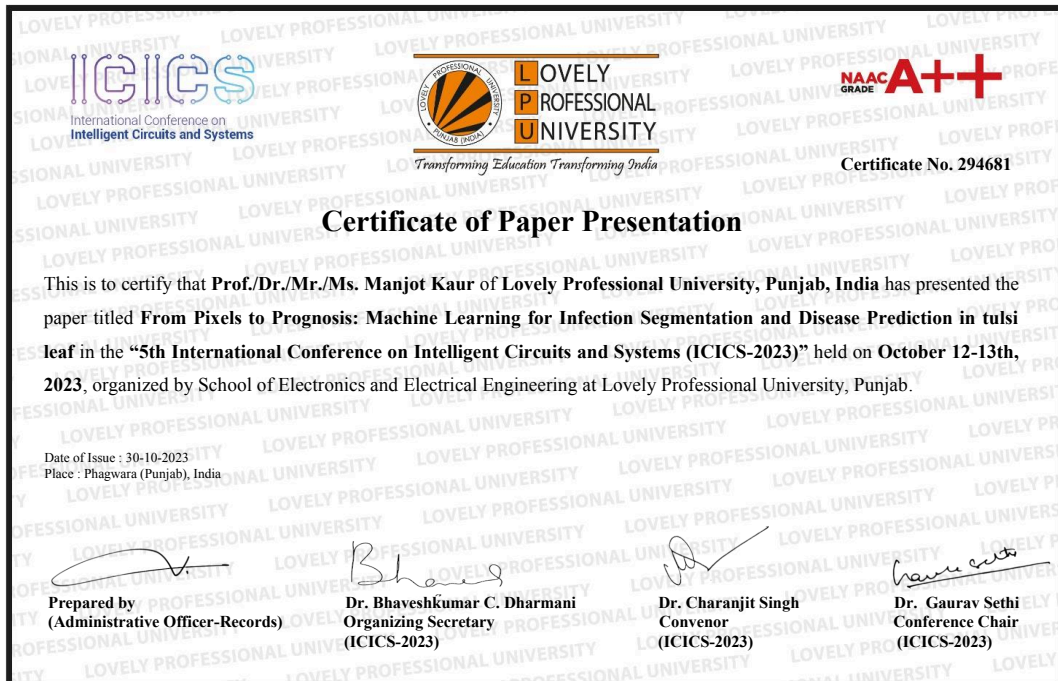 ICICS
International Conference on
Intelligent Circuits and Systems
LOVELY PROFESSIONAL UNIVERSITY
PUNJAB (INDIA)
LOVELY
PROFESSIONAL
UNIVERSITY
Transforming Education Transforming India
NAAC
GRADE A++
Certificate No. 294681
Certificate of Paper Presentation
This is to certify that Prof./Dr./Mr./Ms. Manjot Kaur of Lovely Professional University, Punjab, India has presented the
paper titled From Pixels to Prognosis: Machine Learning for Infection Segmentation and Disease Prediction in tulsi
leaf in the “5th International Conference on Intelligent Circuits and Systems (ICICS-2023)” held on October 12-13th,
2023, organized by School of Electronics and Electrical Engineering at Lovely Professional University, Punjab.
Date of Issue : 30-10-2023
Place : Phagwara (Punjab), India
Prepared by
(Administrative Officer-Records)
Dr. Bhaveshkumar C. Dharmani
Organizing Secretary
(ICICS-2023)
Dr. Charanjit Singh
Convenor
(ICICS-2023)
Dr. Gaurav Sethi
Conference Chair
(ICICS-2023)